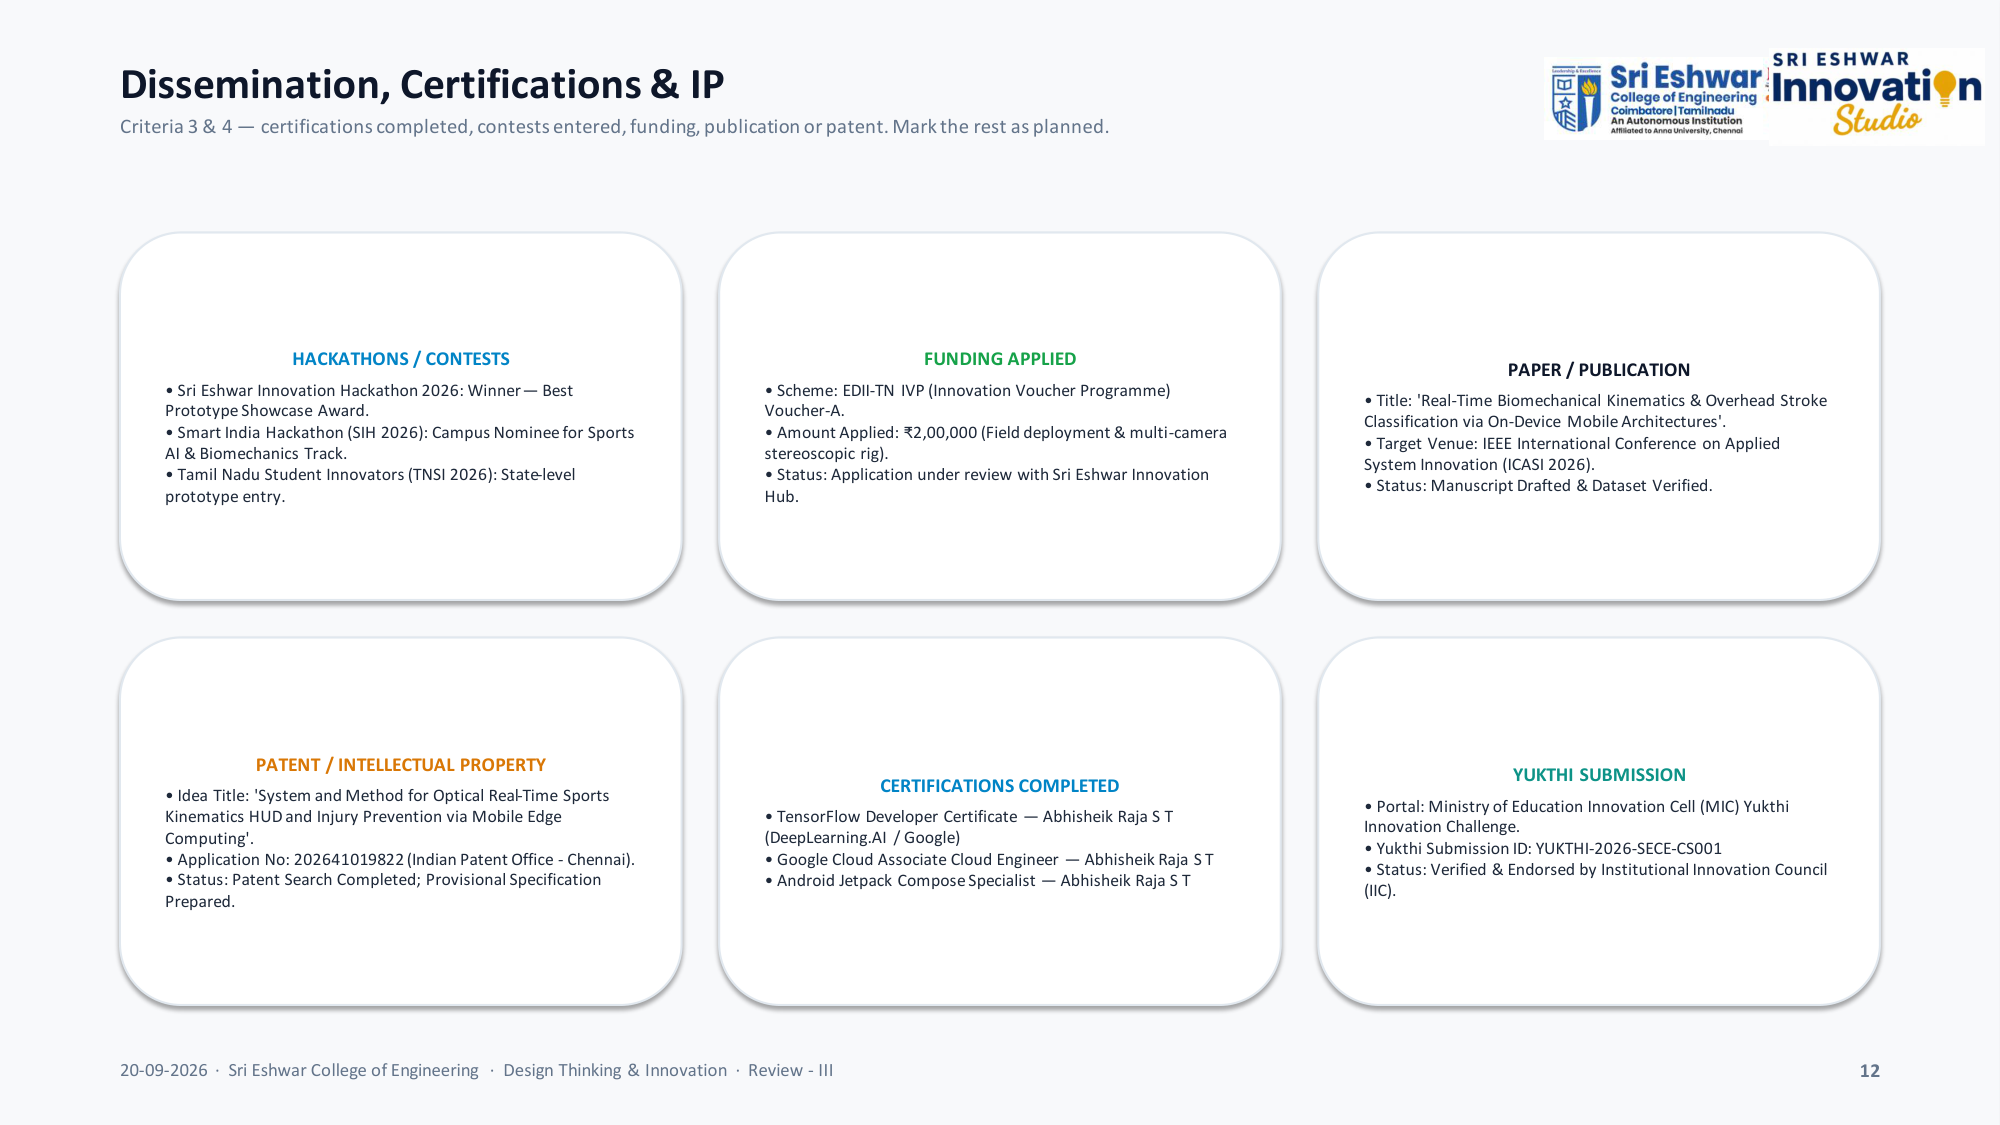 Dissemination, Certifications & IP
Criteria 3 & 4 — certifications completed, contests entered, funding, publication or patent. Mark the rest as planned.
Sri Eshwar
College of Engineering
Coimbatore | Tamilnadu
An Autonomous Institution
Affiliated to Anna University, Chennai
SRI ESHWAR
Innovation
Studio
HACKATHONS / CONTESTS
• Sri Eshwar Innovation Hackathon 2026: Winner — Best
Prototype Showcase Award.
• Smart India Hackathon (SIH 2026): Campus Nominee for Sports
AI & Biomechanics Track.
• Tamil Nadu Student Innovators (TNSI 2026): State-level
prototype entry.
FUNDING APPLIED
• Scheme: EDII-TN IVP (Innovation Voucher Programme)
Voucher-A.
• Amount Applied: ₹2,00,000 (Field deployment & multi-camera
stereoscopic rig).
• Status: Application under review with Sri Eshwar Innovation
Hub.
PAPER / PUBLICATION
• Title: 'Real-Time Biomechanical Kinematics & Overhead Stroke
Classification via On-Device Mobile Architectures'.
• Target Venue: IEEE International Conference on Applied
System Innovation (ICASI 2026).
• Status: Manuscript Drafted & Dataset Verified.
PATENT / INTELLECTUAL PROPERTY
• Idea Title: 'System and Method for Optical Real-Time Sports
Kinematics HUD and Injury Prevention via Mobile Edge
Computing'.
• Application No: 202641019822 (Indian Patent Office - Chennai).
• Status: Patent Search Completed; Provisional Specification
Prepared.
CERTIFICATIONS COMPLETED
• TensorFlow Developer Certificate — Abhisheik Raja S T
(DeepLearning.AI / Google)
• Google Cloud Associate Cloud Engineer — Abhisheik Raja S T
• Android Jetpack Compose Specialist — Abhisheik Raja S T
YUKTHI SUBMISSION
• Portal: Ministry of Education Innovation Cell (MIC) Yukthi
Innovation Challenge.
• Yukthi Submission ID: YUKTHI-2026-SECE-CS001
• Status: Verified & Endorsed by Institutional Innovation Council
(IIC).
20-09-2026 · Sri Eshwar College of Engineering · Design Thinking & Innovation · Review - III
12